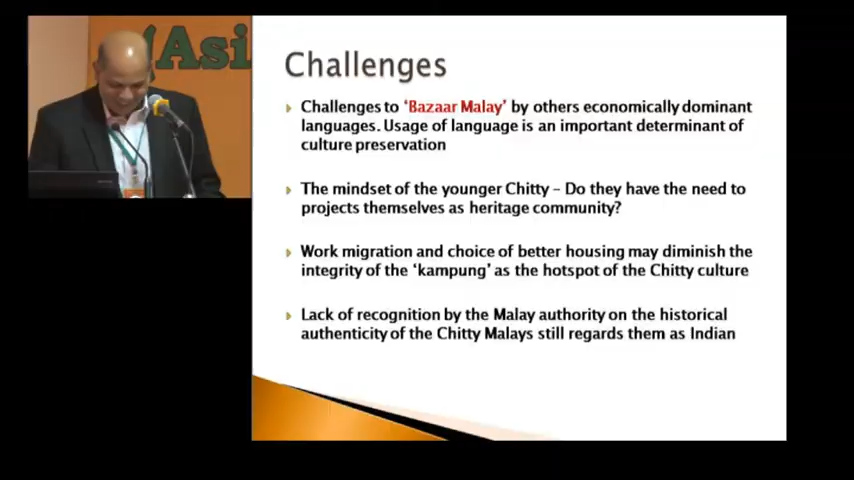 (Asi
Challenges
Challenges to ‘Bazaar Malay’ by others economically dominant
languages. Usage of language is an important determinant of
culture preservation
The mindset of the younger Chitty – Do they have the need to
projects themselves as heritage community?
Work migration and choice of better housing may diminish the
integrity of the ‘kampung’ as the hotspot of the Chitty culture
Lack of recognition by the Malay authority on the historical
authenticity of the Chitty Malays still regards them as Indian